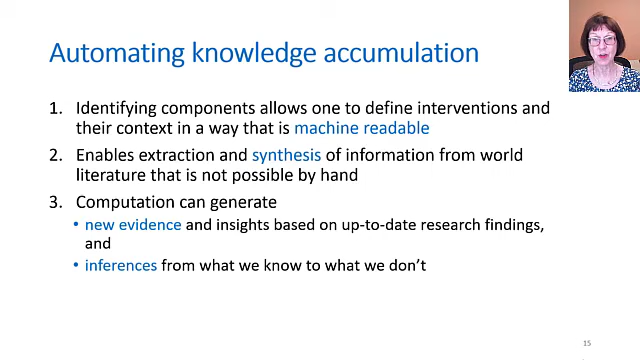 Automating knowledge accumulation
1. Identifying components allows one to define interventions and
their context in a way that is machine readable
2. Enables extraction and synthesis of information from world
literature that is not possible by hand
3. Computation can generate
• new evidence and insights based on up-to-date research findings,
and
• inferences from what we know to what we don't
15